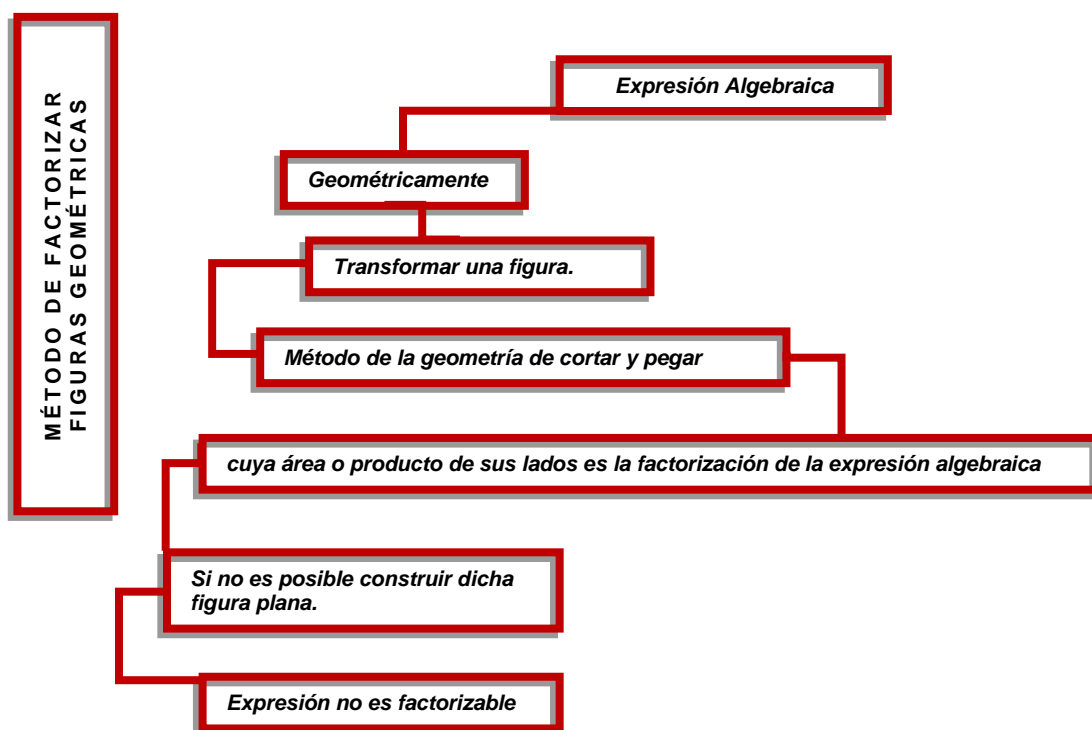 MÉTODO DE FACTORIZAR
FIGURAS GEOMÉTRICAS
Expresión Algebraica
Geométricamente
Transformar una figura.
Método de la geometría de cortar y pegar
cuya área o producto de sus lados es la factorización de la expresión algebraica
Si no es posible construir dicha
figura plana.
Expresión no es factorizable